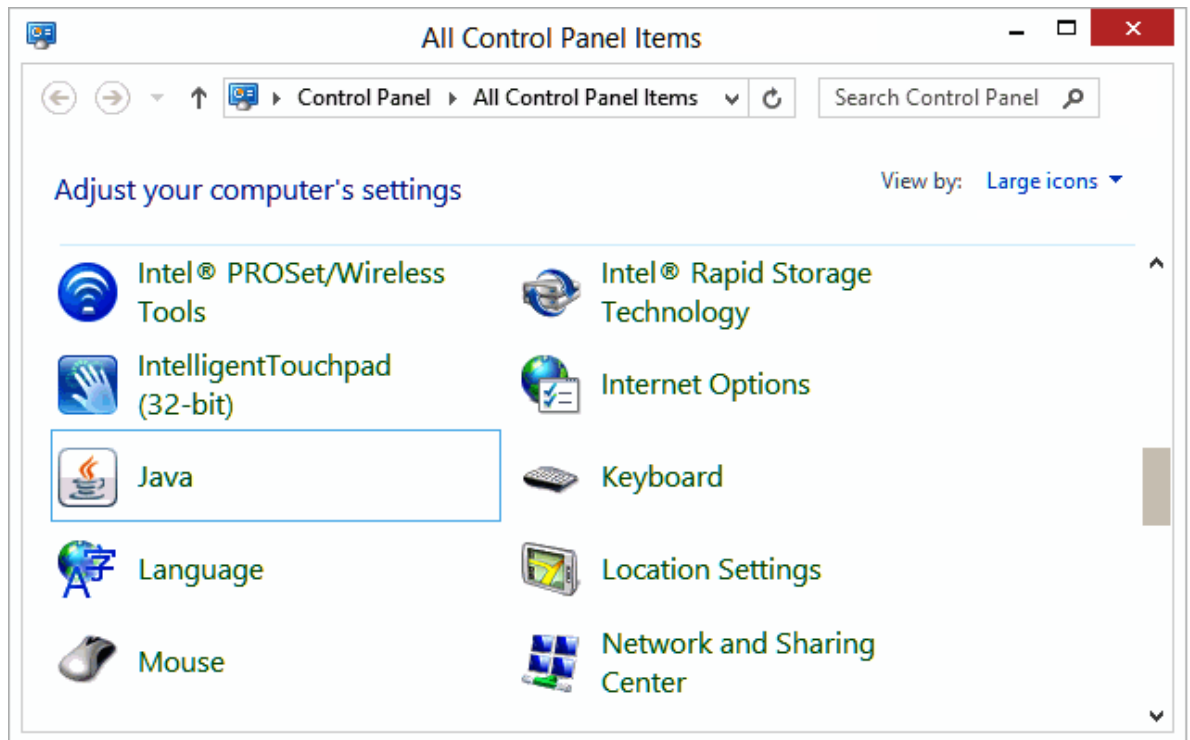 All Control Panel Items
Control Panel All Control Panel Items Search Control Panel
Adjust your computer's settings View by: Large icons
Intel® PROSet/Wireless
Tools
Intel® Rapid Storage
Technology
IntelligentTouchpad
(32-bit)
Internet Options
Java
Keyboard
字
A
Language
Location Settings
Mouse
Network and Sharing
Center